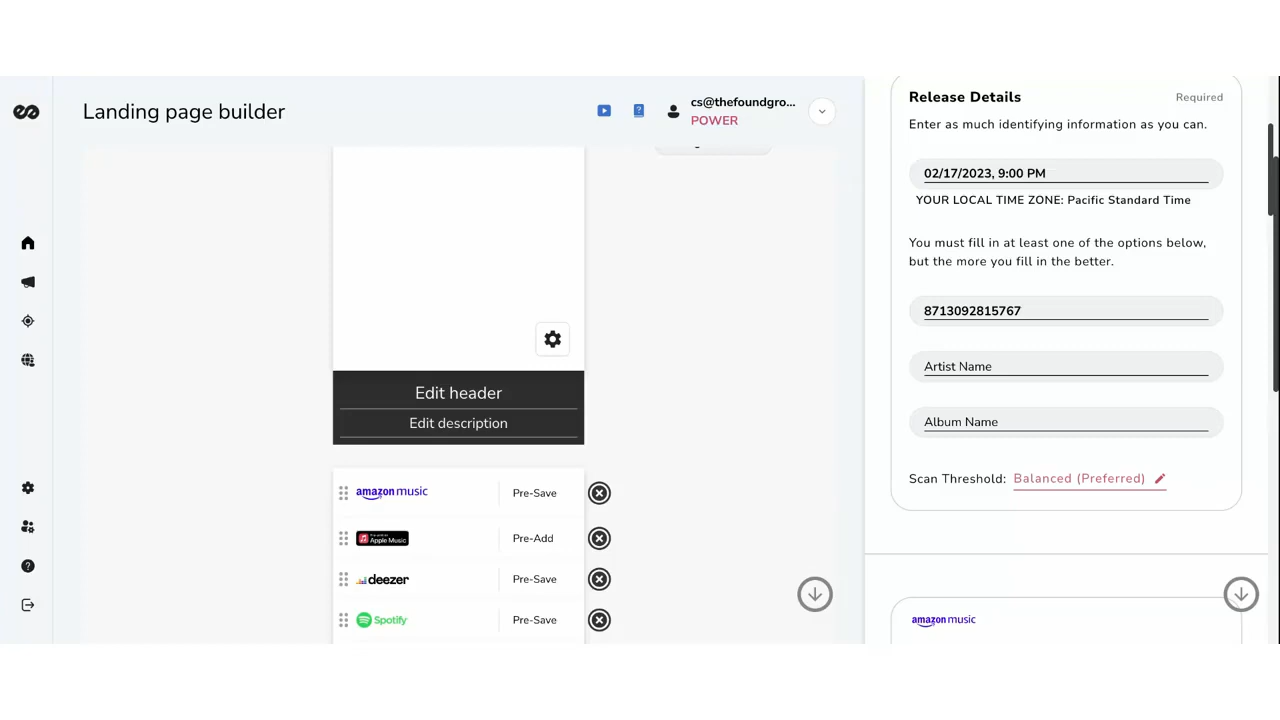 Landing page builder
cs@thefoundgro...
POWER
Edit header
Edit description
amazon music
Pre-Save
Apple Music
Pre-Add
deezer
Pre-Save
Spotify
Pre-Save
Release Details
Required
Enter as much identifying information as you can.
02/17/2023, 9:00 PM
YOUR LOCAL TIME ZONE: Pacific Standard Time
You must fill in at least one of the options below,
but the more you fill in the better.
8713092815767
Artist Name
Album Name
Scan Threshold: Balanced (Preferred)
amazon music